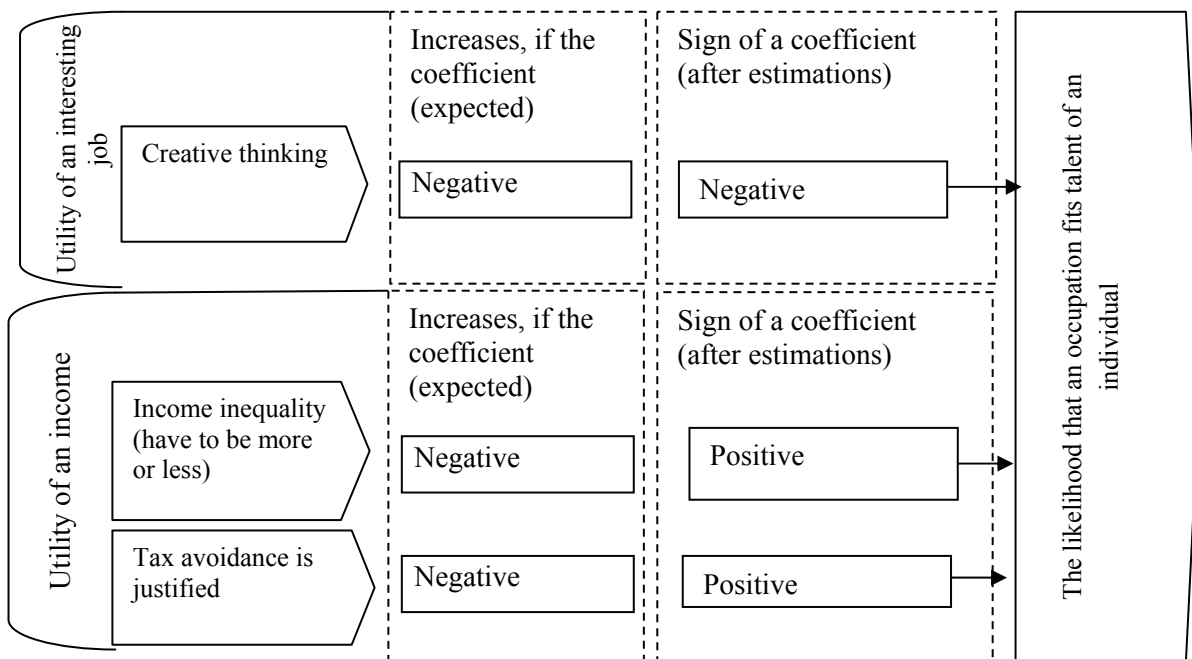 Utility of an interesting
job
Creative thinking
Increases, if the
coefficient
(expected)
Negative
Sign of a coefficient
(after estimations)
Negative
Utility of an income
Income inequality
(have to be more
or less)
Tax avoidance is
justified
Increases, if the
coefficient
(expected)
Negative
Negative
Sign of a coefficient
(after estimations)
Positive
Positive
The likelihood that an occupation fits talent of an
individual